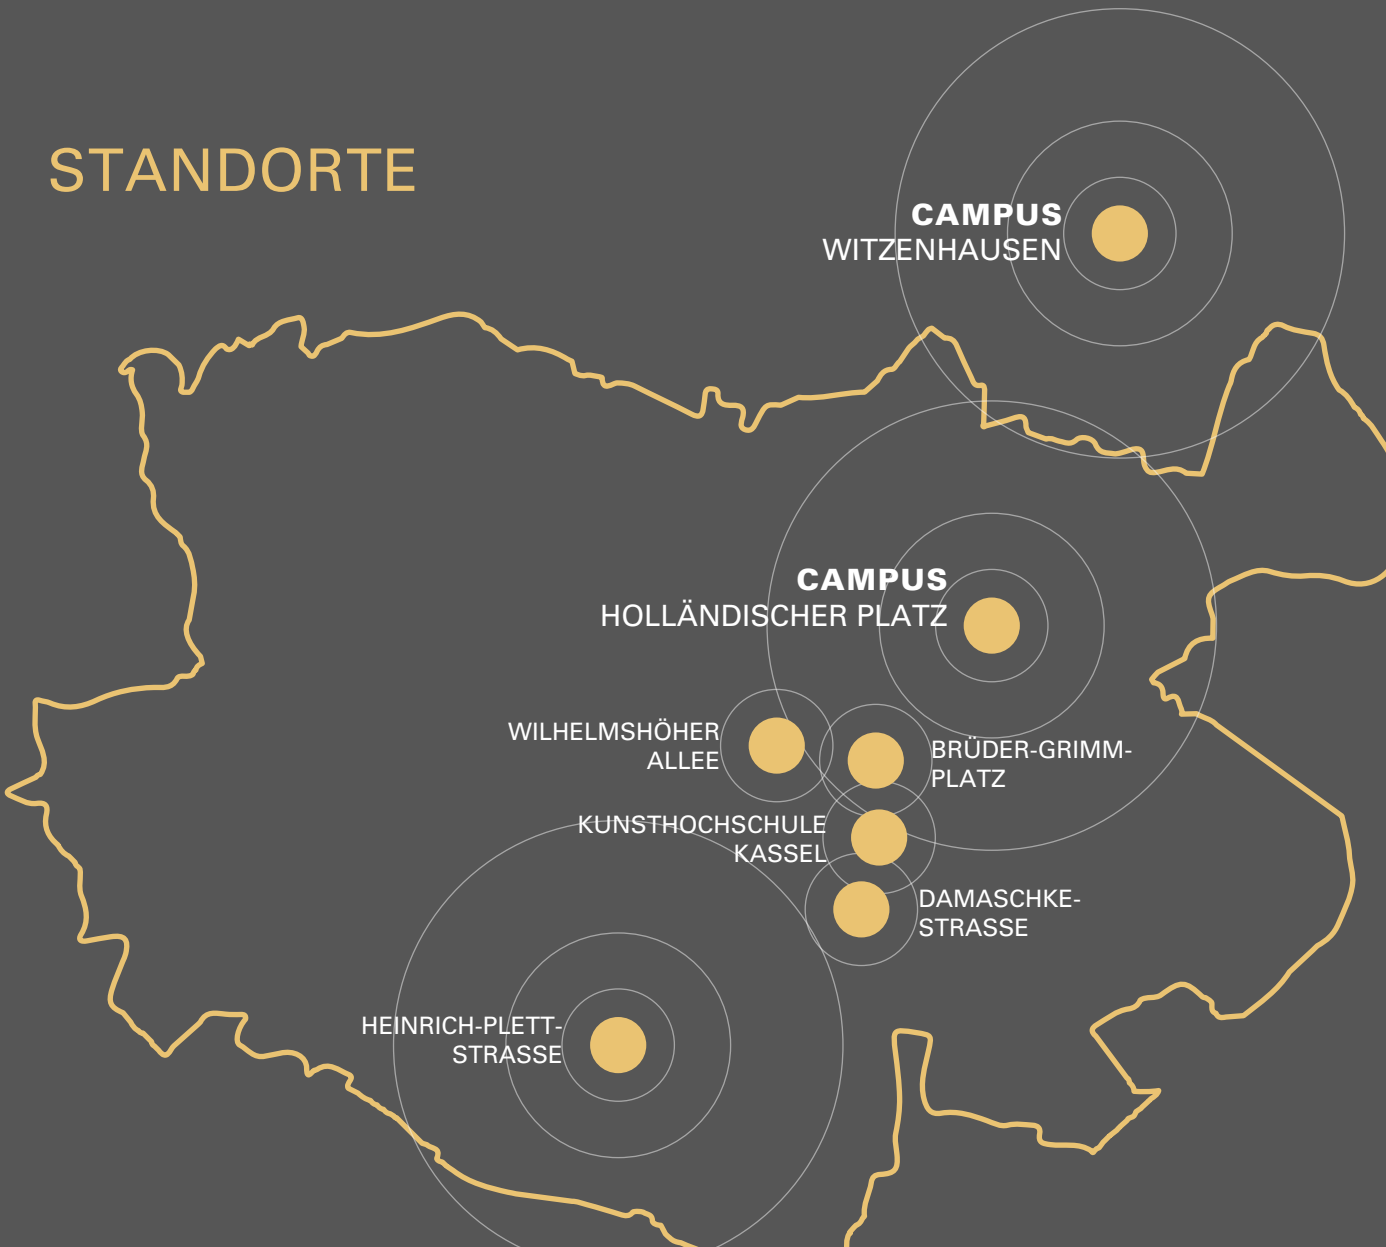 STANDORTE
CAMPUS
WITZENHAUSEN
CAMPUS
HOLLÄNDISCHER PLATZ
WILHELMSHÖHER
ALLEE
BRÜDER-GRIMM-
PLATZ
KUNSTHOCHSCHULE
KASSEL
DAMASCHKE-
STRASSE
HEINRICH-PLETT-
STRASSE